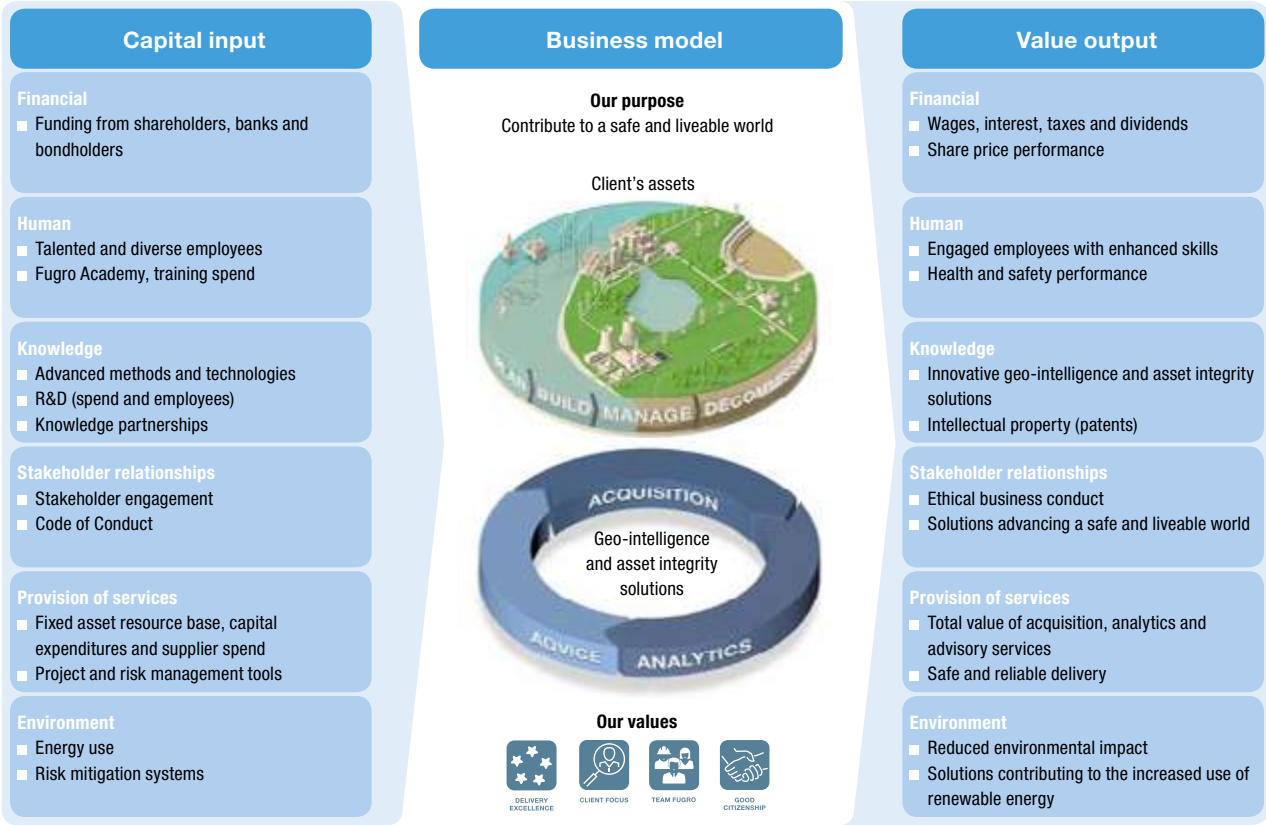 Capital input
Financial
Funding from shareholders, banks and
bondholders
Human
Talented and diverse employees
Fugro Academy, training spend
Knowledge
Advanced methods and technologies
R&D (spend and employees)
Knowledge partnerships
Stakeholder relationships
Stakeholder engagement
Code of Conduct
Provision of services
Fixed asset resource base, capital
expenditures and supplier spend
Project and risk management tools
Environment
Energy use
Risk mitigation systems
Business model
Our purpose
Contribute to a safe and liveable world
Client’s assets
PLAN BUILD MANAGE DECOMMISSION
ACQUISITION
Geo-intelligence
and asset integrity
solutions
ADVICE ANALYTICS
Our values
DELIVERY
EXCELLENCE
CLIENT FOCUS
TEAM FUGRO
GOOD
CITIZENSHIP
Value output
Financial
Wages, interest, taxes and dividends
Share price performance
Human
Engaged employees with enhanced skills
Health and safety performance
Knowledge
Innovative geo-intelligence and asset integrity
solutions
Intellectual property (patents)
Stakeholder relationships
Ethical business conduct
Solutions advancing a safe and liveable world
Provision of services
Total value of acquisition, analytics and
advisory services
Safe and reliable delivery
Environment
Reduced environmental impact
Solutions contributing to the increased use of
renewable energy